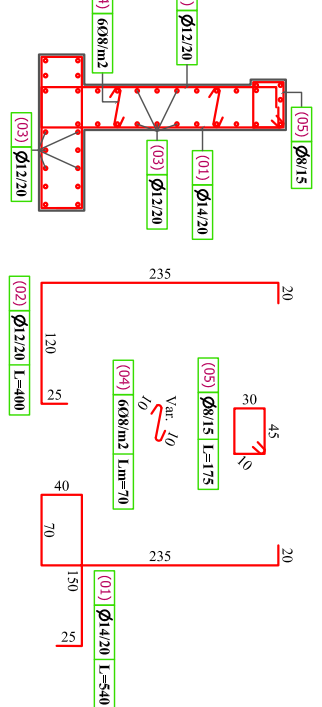 ) Ø12/20
4) 6Ø8/m2
(05) Ø8/15
(03) Ø12/20
(03) Ø12/20
(01) Ø14/20
235
20
120
25
(02) Ø12/20 L=400
30
45
10
(05) Ø8/15 L=175
Var.
10
10
(04) 6Ø8/m2 Lm=70
40
70
235
20
150
25
(01) Ø14/20 L=540